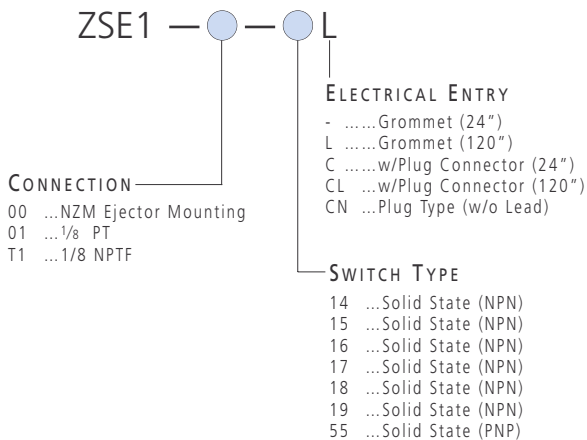 ZSE1 — — L
ELECTRICAL ENTRY
- ……Grommet (24")
L ……Grommet (120")
C ……w/Plug Connector (24")
CL …w/Plug Connector (120")
CN …Plug Type (w/o Lead)
CONNECTION
00 …NZM Ejector Mounting
01 …1/8 PT
T1 …1/8 NPTF
SWITCH TYPE
14 …Solid State (NPN)
15 …Solid State (NPN)
16 …Solid State (NPN)
17 …Solid State (NPN)
18 …Solid State (NPN)
19 …Solid State (NPN)
55 …Solid State (PNP)